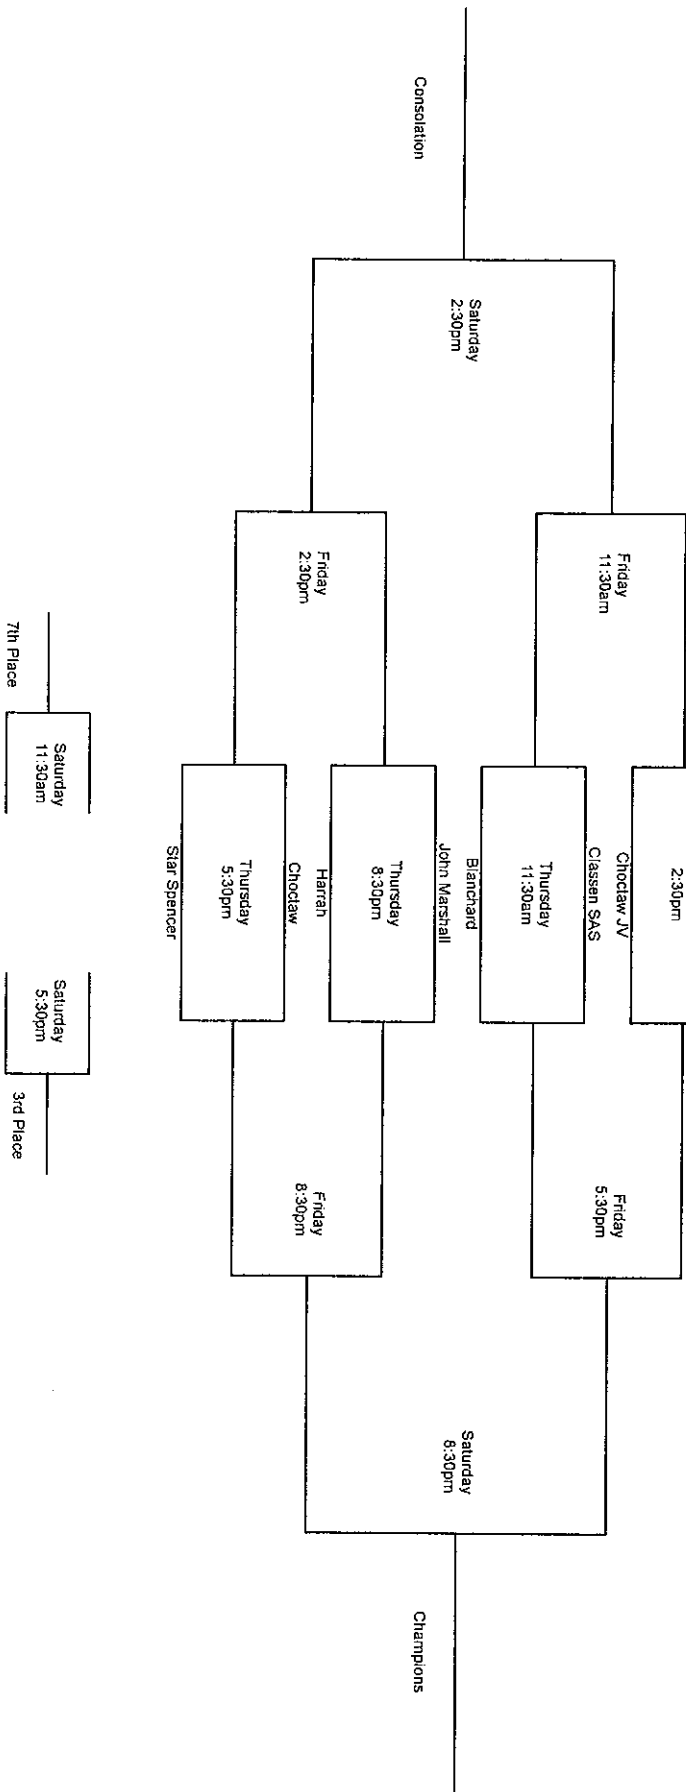 2:30pm
Choctaw JV
Classen SAS
Thursday
11:30am
Blanchard
John Marshall
Thursday
8:30pm
Harrah
Choctaw
Thursday
5:30pm
Star Spencer
Friday
11:30am
Friday
2:30pm
Saturday
2:30pm
Consolation
Friday
5:30pm
Friday
8:30pm
Saturday
8:30pm
Champions
Saturday
11:30am
7th Place
Saturday
5:30pm
3rd Place